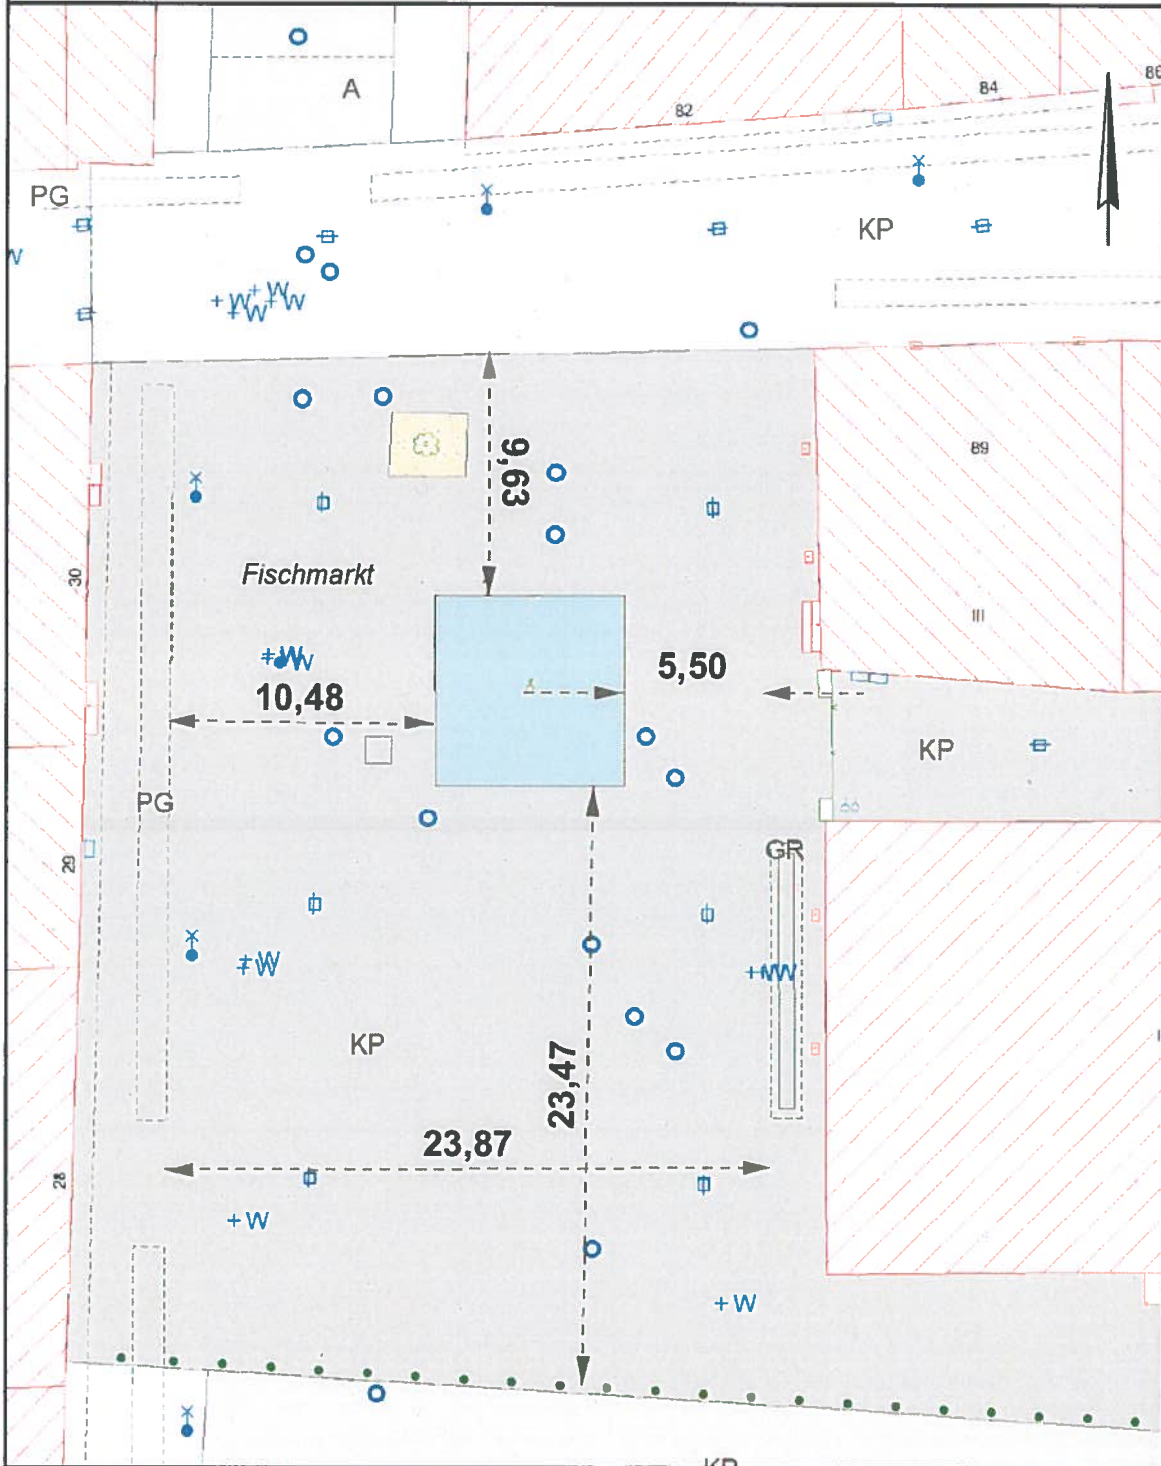 A
82
84
86
PG
KP
W
W
W
W
W
9,63
89
30
Fischmarkt
III
W
W
10,48
5,50
KP
PG
29
GR
W
W
W
W
KP
23,47
23,87
28
W
W
KP